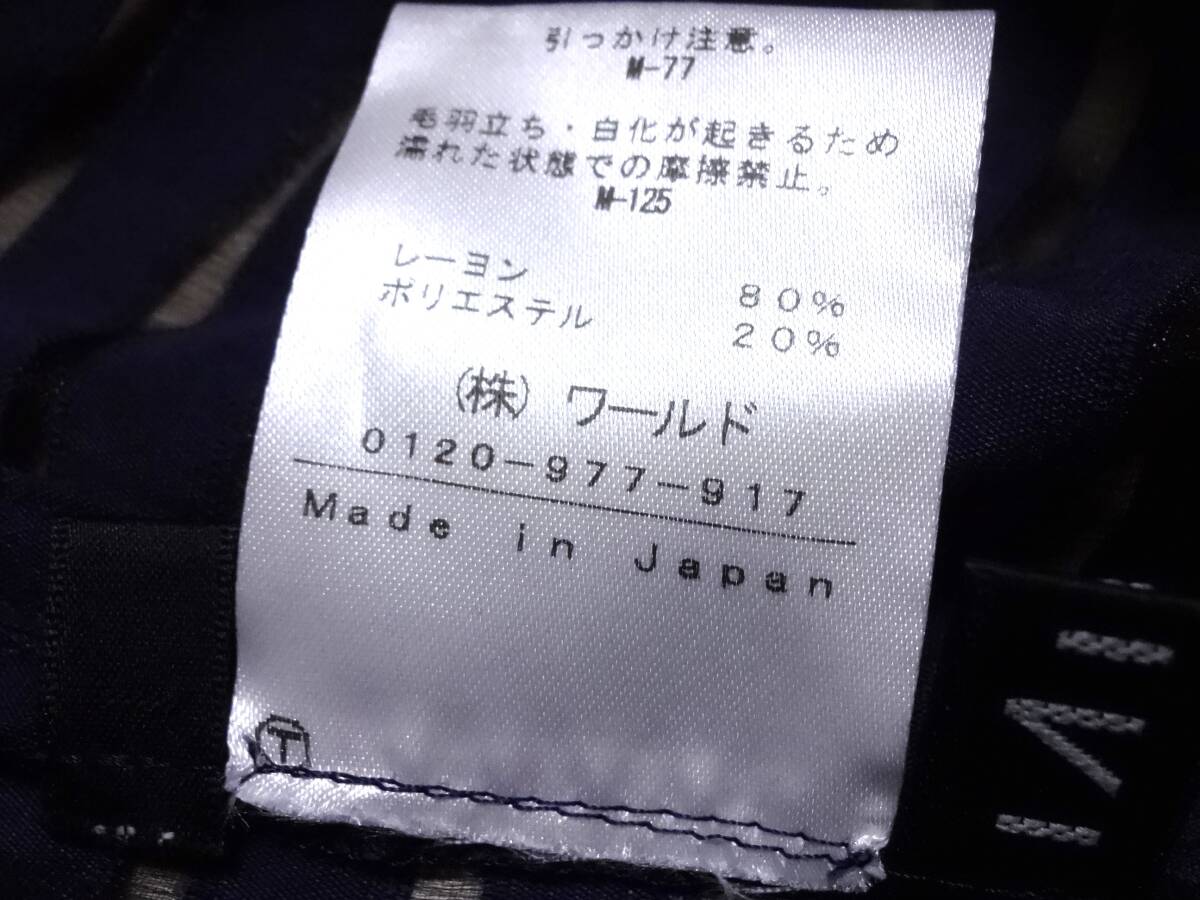 引っかけ注意。
M-77
毛羽立ち・白化が起きるため
濡れた状態での摩擦禁止。
M-125
レーヨン 80%
ポリエステル 20%
(株) ワールド
0120-977-917
Made in Japan
T